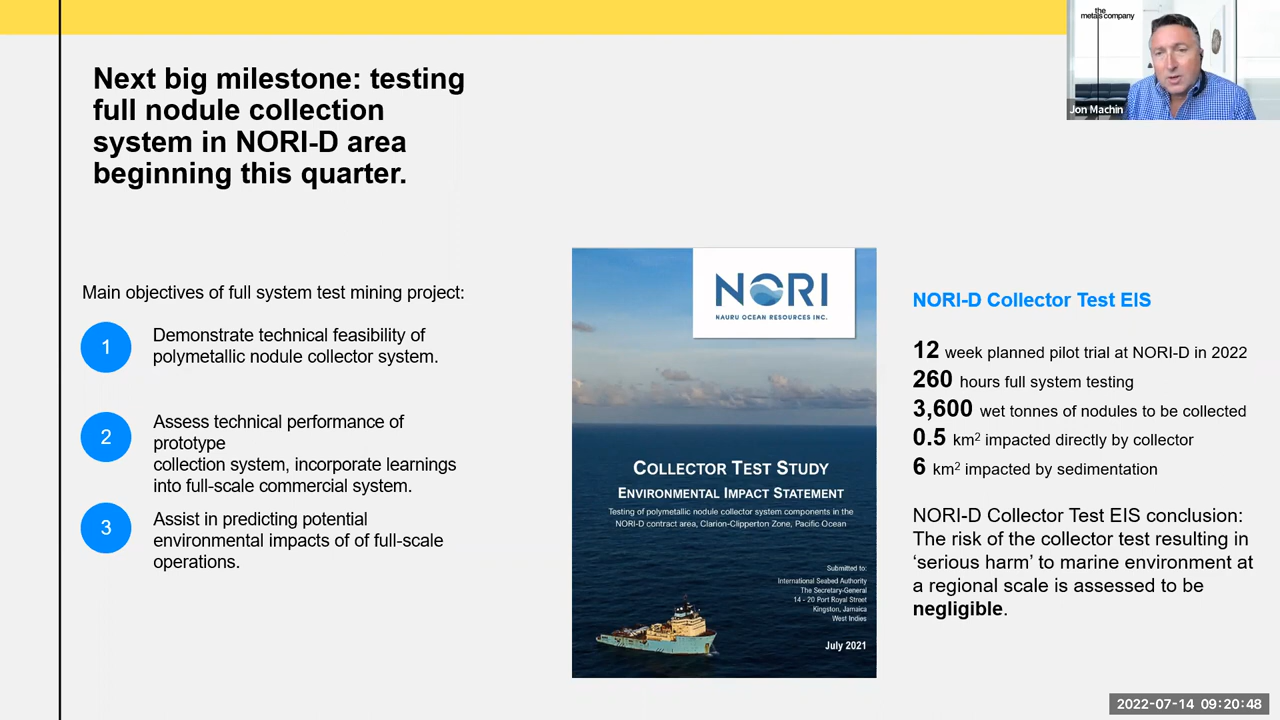 the
metals company
Jon Machin
Next big milestone: testing
full nodule collection
system in NORI-D area
beginning this quarter.
Main objectives of full system test mining project:
1
Demonstrate technical feasibility of
polymetallic nodule collector system.
2
Assess technical performance of
prototype
collection system, incorporate learnings
into full-scale commercial system.
3
Assist in predicting potential
environmental impacts of of full-scale
operations.
NORI
NAURU OCEAN RESOURCES INC.
COLLECTOR TEST STUDY
ENVIRONMENTAL IMPACT STATEMENT
Testing of polymetallic nodule collector system components in the
NORI-D contract area, Clarion-Clipperton Zone, Pacific Ocean
Submitted to:
International Seabed Authority
The Secretary-General
14 - 20 Port Royal Street
Kingston, Jamaica
West Indies
July 2021
NORI-D Collector Test EIS
12 week planned pilot trial at NORI-D in 2022
260 hours full system testing
3,600 wet tonnes of nodules to be collected
0.5 km² impacted directly by collector
6 km² impacted by sedimentation
NORI-D Collector Test EIS conclusion:
The risk of the collector test resulting in
‘serious harm’ to marine environment at
a regional scale is assessed to be
negligible.
2022-07-14 09:20:48